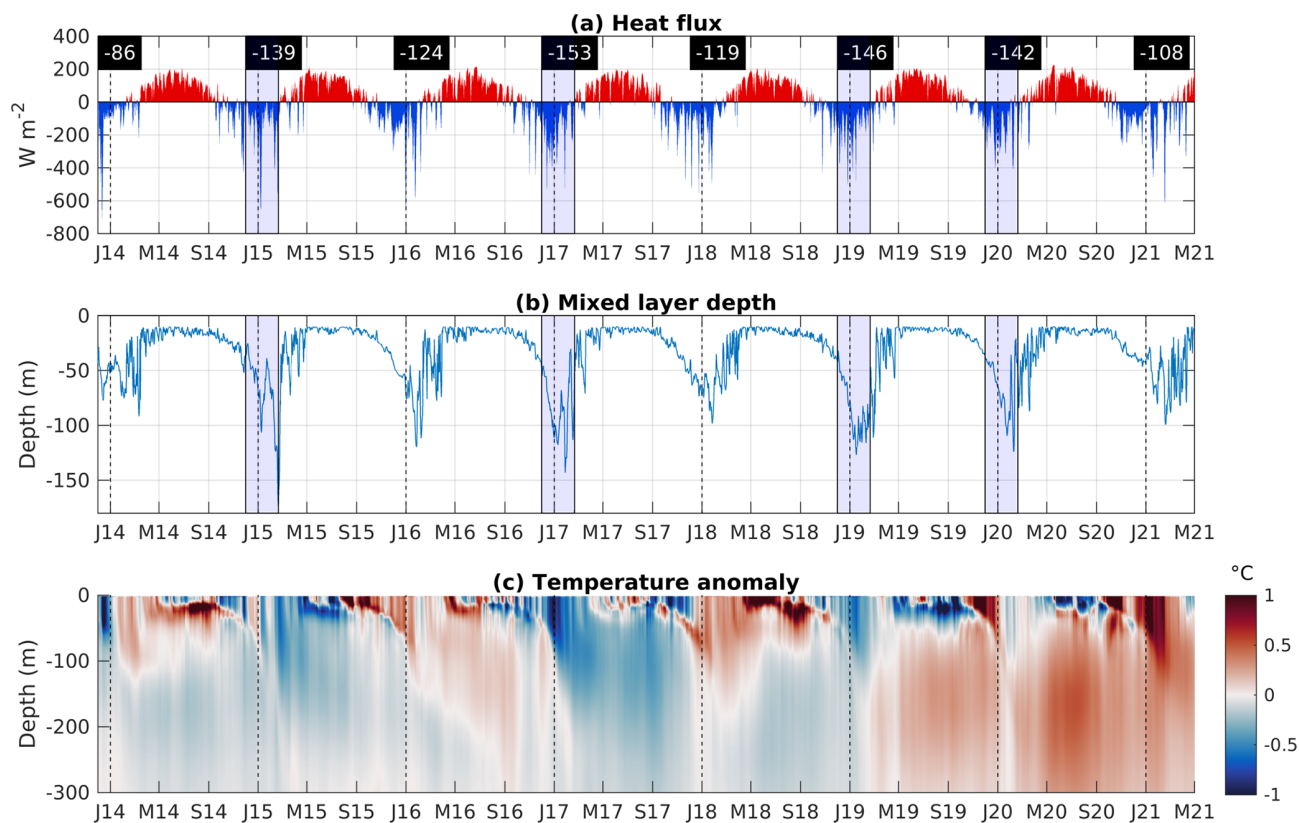 (a) Heat flux
-86 -139 -124 -153 -119 -146 -142 -108
400
200
0
-200
-400
-600
-800
W m-2
J14 M14 S14 J15 M15 S15 J16 M16 S16 J17 M17 S17 J18 M18 S18 J19 M19 S19 J20 M20 S20 J21 M21
(b) Mixed layer depth
0
-50
-100
-150
Depth (m)
J14 M14 S14 J15 M15 S15 J16 M16 S16 J17 M17 S17 J18 M18 S18 J19 M19 S19 J20 M20 S20 J21 M21
(c) Temperature anomaly
0
-100
-200
-300
Depth (m)
J14 M14 S14 J15 M15 S15 J16 M16 S16 J17 M17 S17 J18 M18 S18 J19 M19 S19 J20 M20 S20 J21 M21
°C
1
0.5
0
-0.5
-1